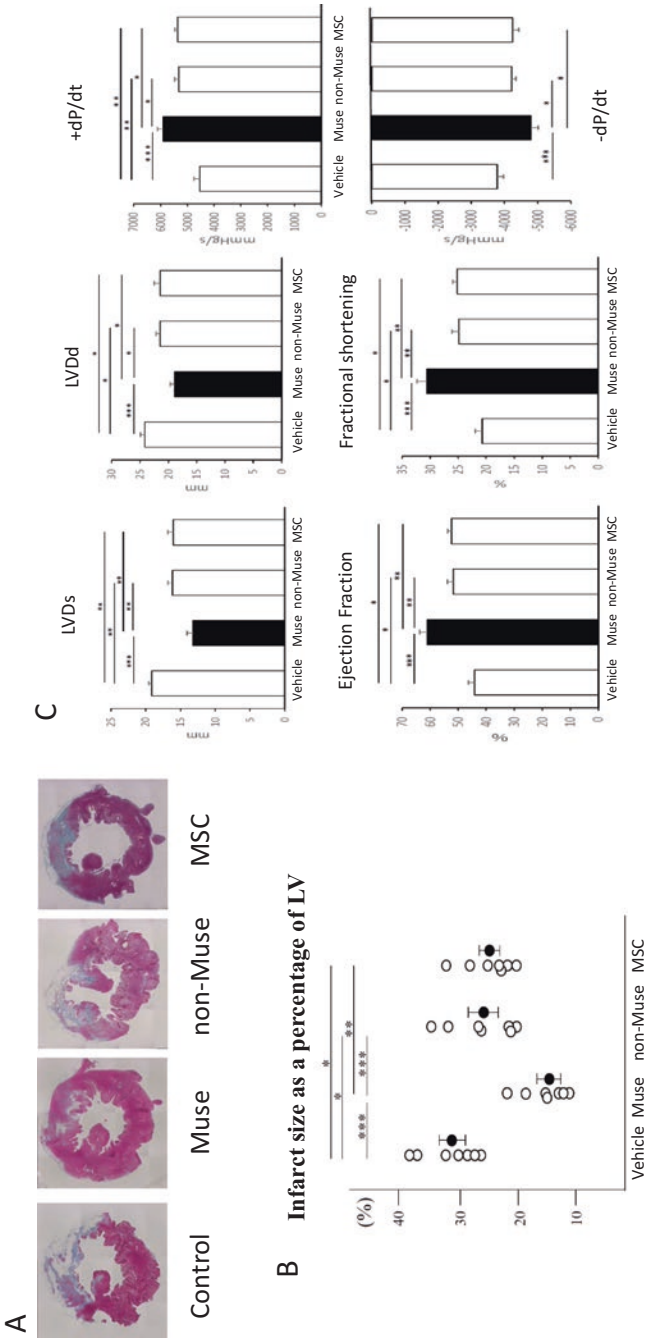 A
Control Muse non-Muse MSC
B
Infarct size as a percentage of LV
(%)
40
30
20
10
* 
*
**
*** ***
Vehicle Muse non-Muse MSC
C
LVDs
25
20
15
10
5
0
mm
Vehicle Muse non-Muse MSC
LVDd
30
25
20
15
10
5
0
mm
Vehicle Muse non-Muse MSC
+dP/dt
7000
6000
5000
4000
3000
2000
1000
0
mmHg/s
Vehicle Muse non-Muse MSC
Ejection Fraction
70
60
50
40
30
20
10
0
%
Vehicle Muse non-Muse MSC
Fractional shortening
35
30
25
20
15
10
5
0
%
Vehicle Muse non-Muse MSC
0
-1000
-2000
-3000
-4000
-5000
-6000
mmHg/s
-dP/dt